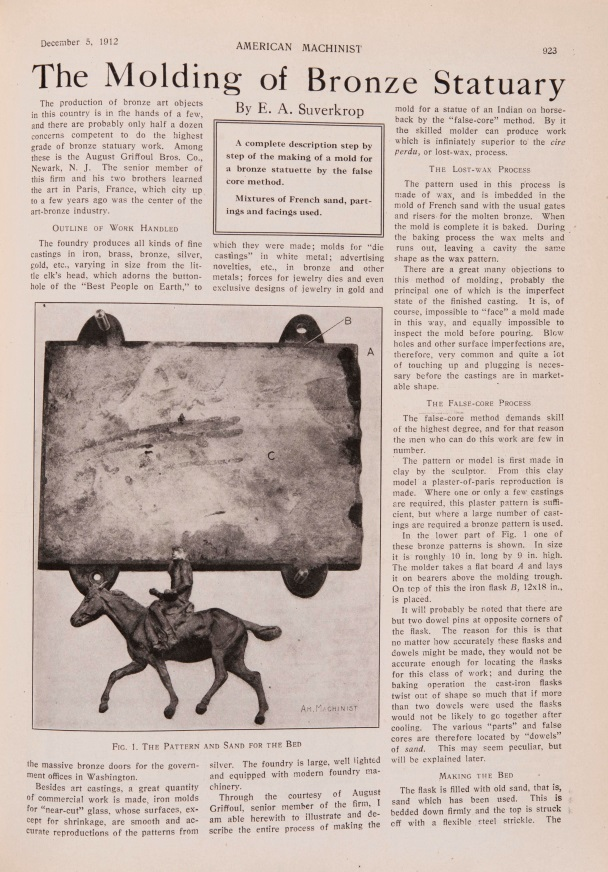 December 5, 1912
AMERICAN MACHINIST
923
The Molding of Bronze Statuary
The production of bronze art objects
in this country is in the hands of a few,
and there are probably only half a dozen
concerns competent to do the highest
grade of bronze statuary work. Among
these is the August Griffoul Bros. Co.,
Newark, N. J. The senior member of
this firm and his two brothers learned
the art in Paris, France, which city up
to a few years ago was the center of the
art-bronze industry.
OUTLINE OF WORK HANDLED
The foundry produces all kinds of fine
castings in iron, brass, bronze, silver,
gold, etc., varying in size from the lit-
tle elk's head, which adorns the button-
hole of the "Best People on Earth," to
By E. A. Suverkrop
A complete description step by
step of the making of a mold for
a bronze statuette by the false
core method.
Mixtures of French sand, part-
ings and facings used.
which they were made; molds for "die
castings" in white metal; advertising
novelties, etc., in bronze and other
metals; forces for jewelry dies and even
exclusive designs of jewelry in gold and
B
A
C
AM. MACHINIST
FIG. 1. THE PATTERN AND SAND FOR THE BED
the massive bronze doors for the govern-
ment offices in Washington.
Besides art castings, a great quantity
of commercial work is made, iron molds
for "near-cut" glass, whose surfaces, ex-
cept for shrinkage, are smooth and ac-
curate reproductions of the patterns from
silver. The foundry is large, well lighted
and equipped with modern foundry ma-
chinery.
Through the courtesy of August
Griffoul, senior member of the firm, I
am able herewith to illustrate and de-
scribe the entire process of making the
mold for a statue of an Indian on horse-
back by the "false-core" method. By it
the skilled molder can produce work
which is infiniately superior to the cire
perdu, or lost-wax, process.
THE LOST-WAX PROCESS
The pattern used in this process is
made of wax, and is imbedded in the
mold of French sand with the usual gates
and risers for the molten bronze. When
the mold is complete it is baked. During
the baking process the wax melts and
runs out, leaving a cavity the same
shape as the wax pattern.
There are a great many objections to
this method of molding, probably the
principal one of which is the imperfect
state of the finished casting. It is, of
course, impossible to "face" a mold made
in this way, and equally impossible to
inspect the mold before pouring. Blow
holes and other surface imperfections are,
therefore, very common and quite a lot
of touching up and plugging is neces-
sary before the castings are in market-
able shape.
THE FALSE-CORE PROCESS
The false-core method demands skill
of the highest degree, and for that reason
the men who can do this work are few in
number.
The pattern or model is first made in
clay by the sculptor. From this clay
model a plaster-of-paris reproduction is
made. Where one or only a few castings
are required, this plaster pattern is suffi-
cient, but where a large number of cast-
ings are required a bronze pattern is used.
In the lower part of Fig. 1 one of
these bronze patterns is shown. In size
it is roughly 10 in. long by 9 in. high.
The molder takes a flat board A and lays
it on bearers above the molding trough.
On top of this the iron flask B, 12x18 in.,
is placed.
It will probably be noted that there are
but two dowel pins at opposite corners of
the flask. The reason for this is that
no matter how accurately these flasks and
dowels might be made, they would not be
accurate enough for locating the flasks
for this class of work; and during the
baking operation the cast-iron flasks
twist out of shape so much that if more
than two dowels were used the flasks
would not be likely to go together after
cooling. The various "parts" and false
cores are therefore located by "dowels"
of sand. This may seem peculiar, but
will be explained later.
MAKING THE BED
The flask is filled with old sand, that is,
sand which has been used. This is
bedded down firmly and the top is struck
off with a flexible steel strickle. The